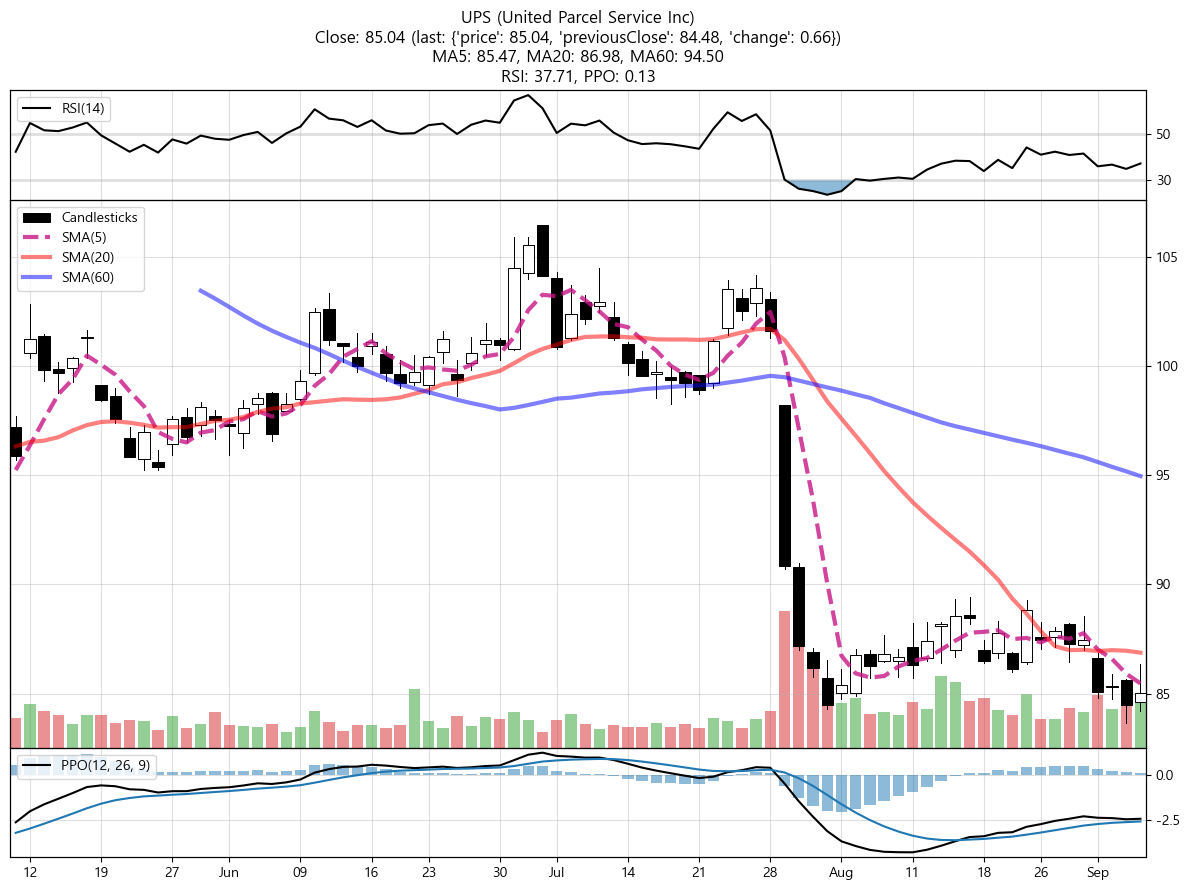 UPS (United Parcel Service Inc)
Close: 85.04 (last: {'price': 85.04, 'previousClose': 84.48, 'change': 0.66})
MA5: 85.47, MA20: 86.98, MA60: 94.50
RSI: 37.71, PPO: 0.13
RSI(14)
50
30
Candlesticks
SMA(5)
SMA(20)
SMA(60)
105
100
95
90
85
PPO(12, 26, 9)
0.0
-2.5
12 19 27 Jun 09 16 23 30 Jul 14 21 28 Aug 11 18 26 Sep